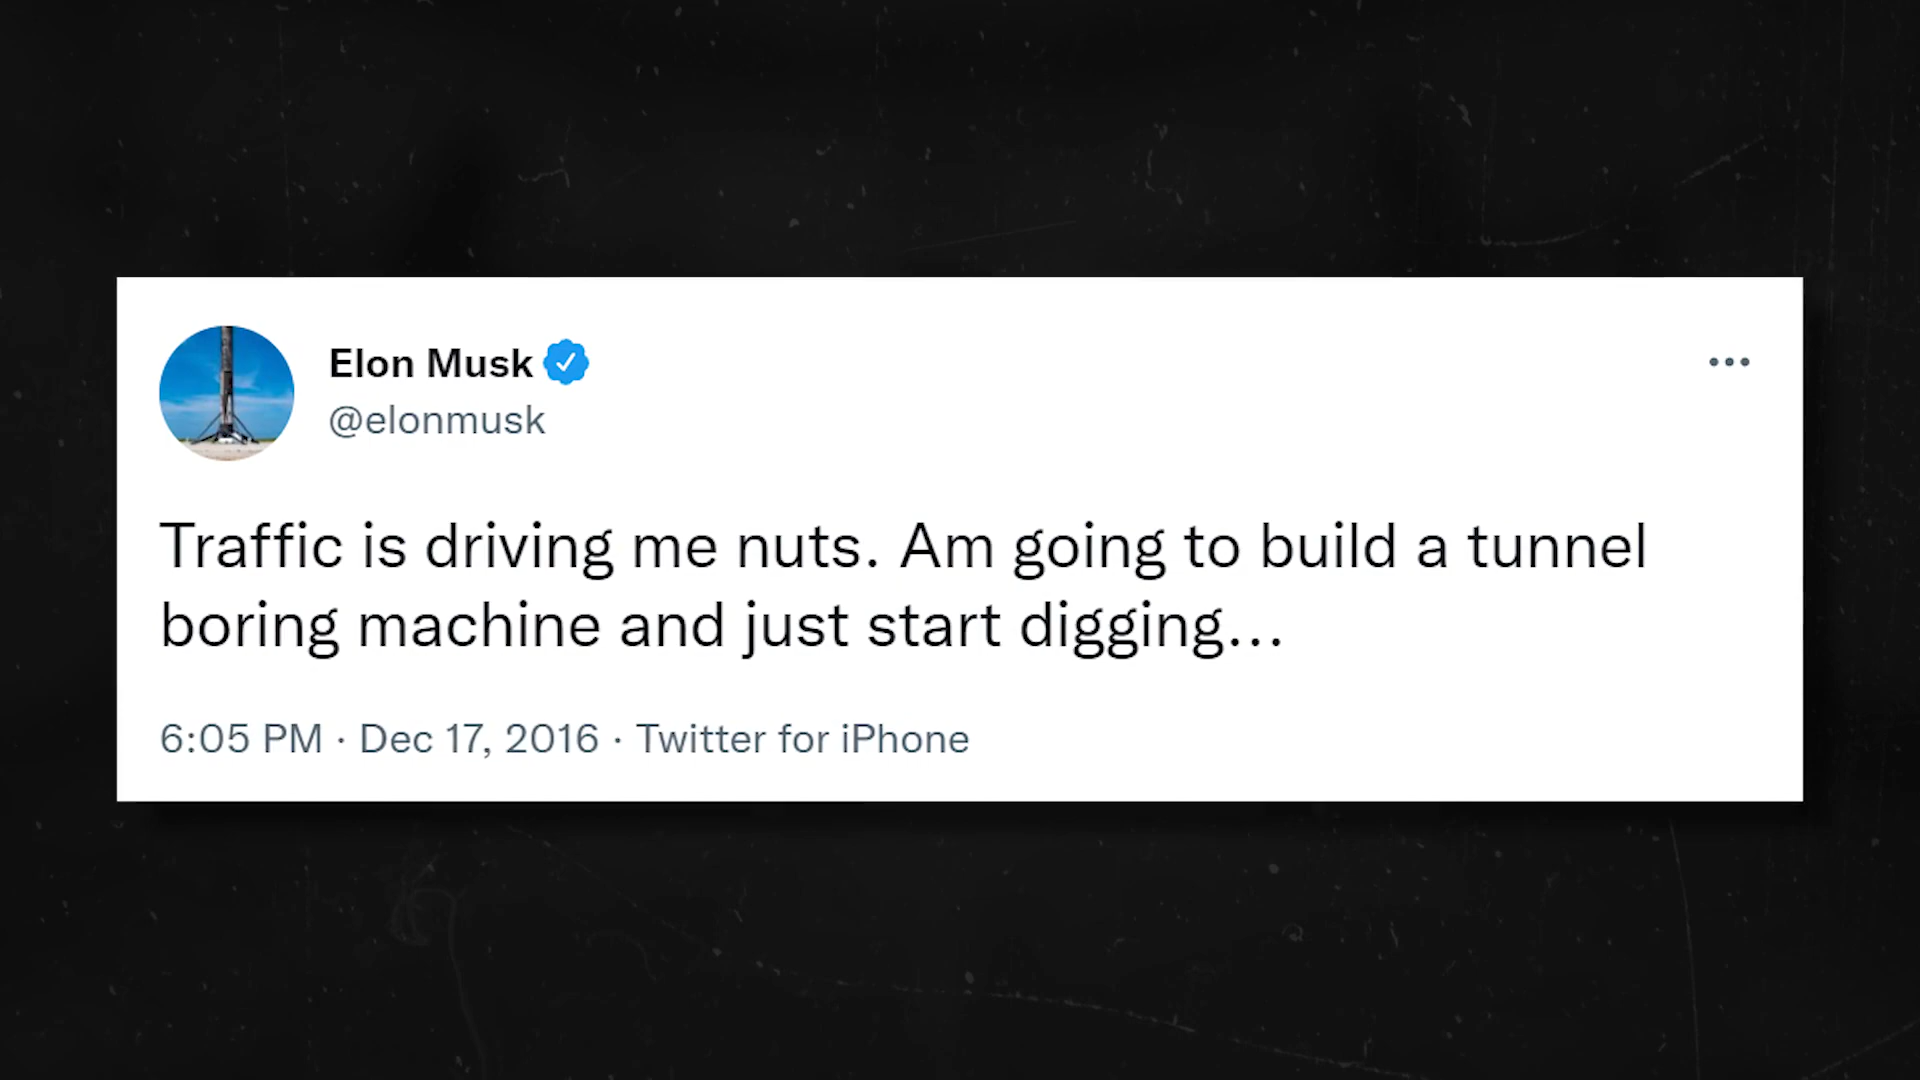 Elon Musk
@elonmusk
Traffic is driving me nuts. Am going to build a tunnel
boring machine and just start digging...
6:05 PM · Dec 17, 2016 · Twitter for iPhone